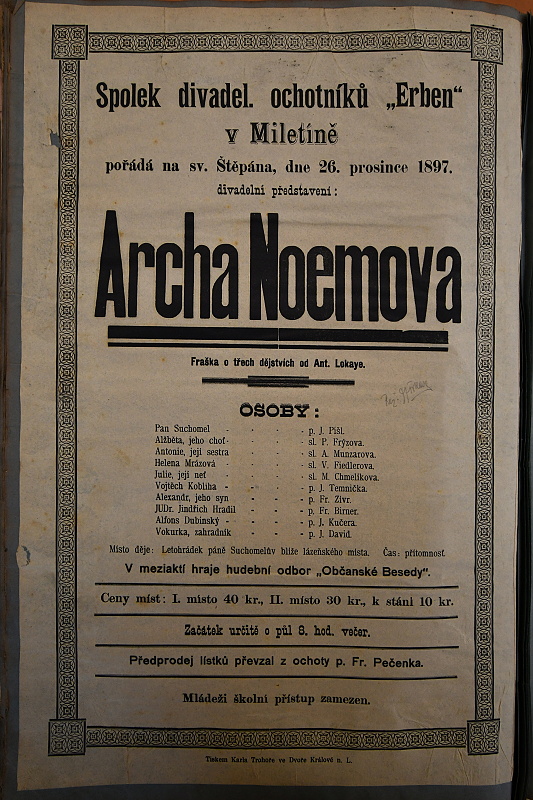 Spolek divadel. ochotníků „Erben“
v Miletíně
pořádá na sv. Štěpána, dne 26. prosince 1897.
divadelní představení:
Archa Noemova
Fraška o třech dějstvích od Ant. Lokaye.
OSOBY:
Pan Suchomel - - - - p. J. Pišl.
Alžběta, jeho choť - - - - sl. P. Frýzova.
Antonie, její sestra - - - sl. A. Munzarova.
Helena Mrázová - - - - sl. V. Fiedlerova.
Julie, její neť - - - - sl. M. Chmelíkova.
Vojtěch Kobliha - - - - p. J. Temnička.
Alexandr, jeho syn - - - p. Fr. Zivr.
JUDr. Jindřich Hradil - - - p. Fr. Birner.
Alfons Dubinský - - - - p. J. Kučera.
Vokurka, zahradník - - - p. J. David.
Místo děje: Letohrádek páně Suchomelův blíže lázeňského místa. Čas: přítomnost
V meziaktí hraje hudební odbor „Občanské Besedy“.
Ceny míst: I. místo 40 kr., II. místo 30 kr., k stání 10 kr.
Začátek určitě o půl 8. hod. večer.
Předprodej lístků převzal z ochoty p. Fr. Pečenka.
Mládeži školní přístup zamezen.
Tiskem Karla Trohoře ve Dvoře Králové n. L.